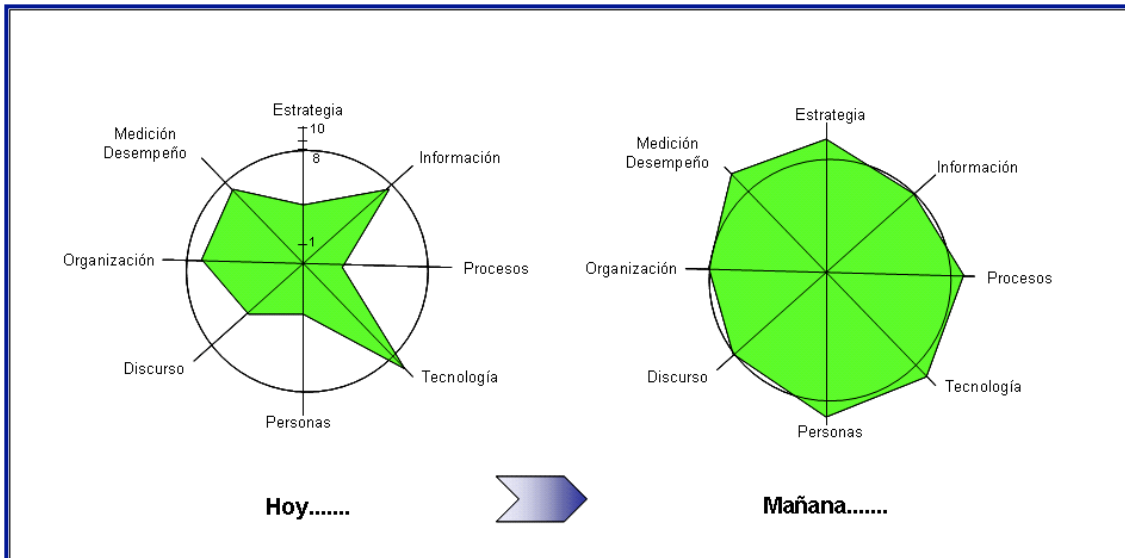 Estrategia
10
8
Medición
Desempeño
Información
1
Organización
Procesos
Discurso
Tecnología
Personas
Hoy.......
Estrategia
Medición
Desempeño
Información
Organización
Procesos
Discurso
Tecnología
Personas
Mañana.......